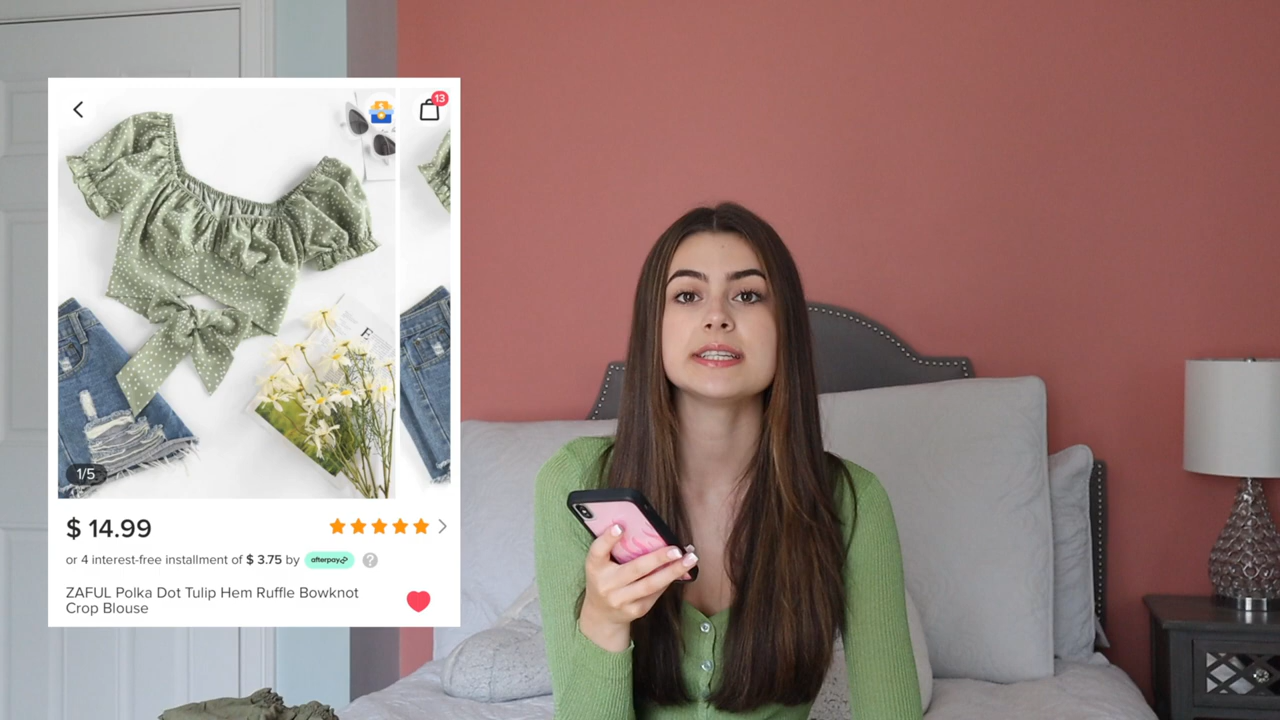 13
E
1/5
$ 14.99
or 4 interest-free installment of $ 3.75 by afterpay ?
ZAFUL Polka Dot Tulip Hem Ruffle Bowknot
Crop Blouse